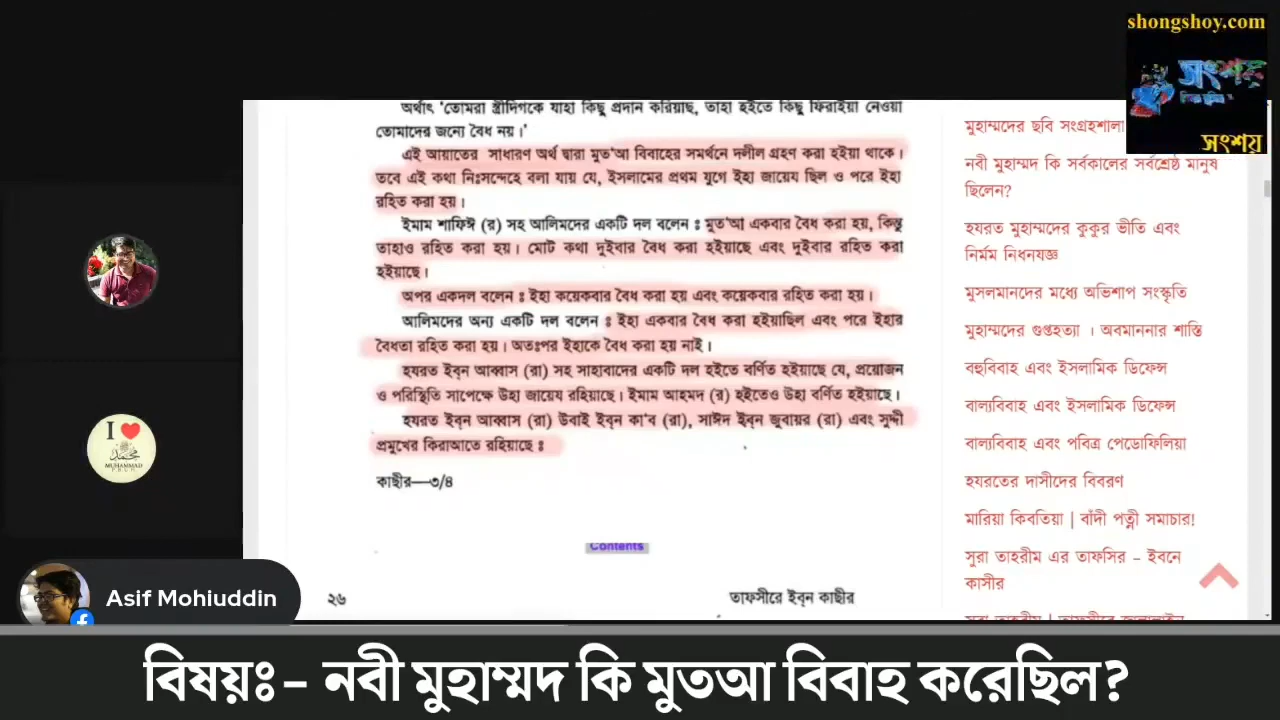 shongshoy.com
সংশয়
সংশয়
অর্থাৎ ‘তোমরা স্ত্রীদিগকে যাহা কিছু প্রদান করিয়াছ, তাহা হইতে কিছু ফিরাইয়া নেওয়া
তোমাদের জন্যে বৈধ নয়।’
এই আয়াতের সাধারণ অর্থ দ্বারা মুত‘আ বিবাহের সমর্থনে দলীল গ্রহণ করা হইয়া থাকে।
তবে এই কথা নিঃসন্দেহে বলা যায় যে, ইসলামের প্রথম যুগে ইহা জায়েয ছিল ও পরে ইহা
রহিত করা হয়।
ইমাম শাফিঈ (র) সহ আলিমদের একটি দল বলেন ঃ মুত‘আ একবার বৈধ করা হয়, কিন্তু
তাহাও রহিত করা হয়। মোট কথা দুইবার বৈধ করা হইয়াছে এবং দুইবার রহিত করা
হইয়াছে।
অপর একদল বলেন ঃ ইহা কয়েকবার বৈধ করা হয় এবং কয়েকবার রহিত করা হয়।
আলিমদের অন্য একটি দল বলেন ঃ ইহা একবার বৈধ করা হইয়াছিল এবং পরে ইহার
বৈধতা রহিত করা হয়। অতঃপর ইহাকে বৈধ করা হয় নাই।
হযরত ইব্‌ন আব্বাস (রা) সহ সাহাবাদের একটি দল হইতে বর্ণিত হইয়াছে যে, প্রয়োজন
ও পরিস্থিতি সাপেক্ষে উহা জায়েয রহিয়াছে। ইমাম আহমদ (র) হইতেও উহা বর্ণিত হইয়াছে।
হযরত ইব্‌ন আব্বাস (রা) উবাই ইব্‌ন কা‘ব (রা), সাঈদ ইব্‌ন জুবায়র (রা) এবং সুদ্দী
প্রমুখের কিরাআতে রহিয়াছে ঃ
কাছীর—৩/৪
Contents
২৬
তাফসীরে ইব্‌ন কাছীর
মুহাম্মদের ছবি সংগ্রহশালা
নবী মুহাম্মদ কি সর্বকালের সর্বশ্রেষ্ঠ মানুষ
ছিলেন?
হযরত মুহাম্মদের কুকুর ভীতি এবং
নির্মম নিধনযজ্ঞ
মুসলমানদের মধ্যে অভিশাপ সংস্কৃতি
মুহাম্মদের গুপ্তহত্যা । অবমাননার শাস্তি
বহুবিবাহ এবং ইসলামিক ডিফেন্স
বাল্যবিবাহ এবং ইসলামিক ডিফেন্স
বাল্যবিবাহ এবং পবিত্র পেডোফিলিয়া
হযরতের দাসীদের বিবরণ
মারিয়া কিবতিয়া | বাঁদী পত্নী সমাচার!
সুরা তাহরীম এর তাফসির – ইবনে
কাসীর
সুরা তাহরীম | তাফসীরে জালালাইন
I
MUHAMMAD
P.B.U.H
Asif Mohiuddin
বিষয়ঃ– নবী মুহাম্মদ কি মুতআ বিবাহ করেছিল?